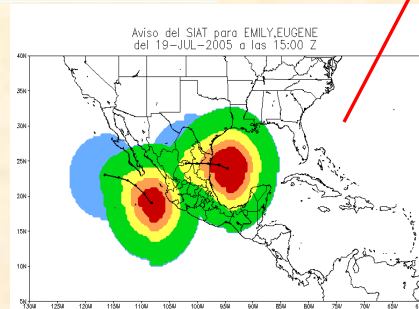 Aviso del SIAT para EMILY,EUGENE
del 19-JUL-2005 a las 15:00 Z
40N
35N
30N
25N
20N
15N
10N
5N
130W 125W 120W 115W 110W 105W 100W 95W 90W 85W 80W 75W 70W 65W